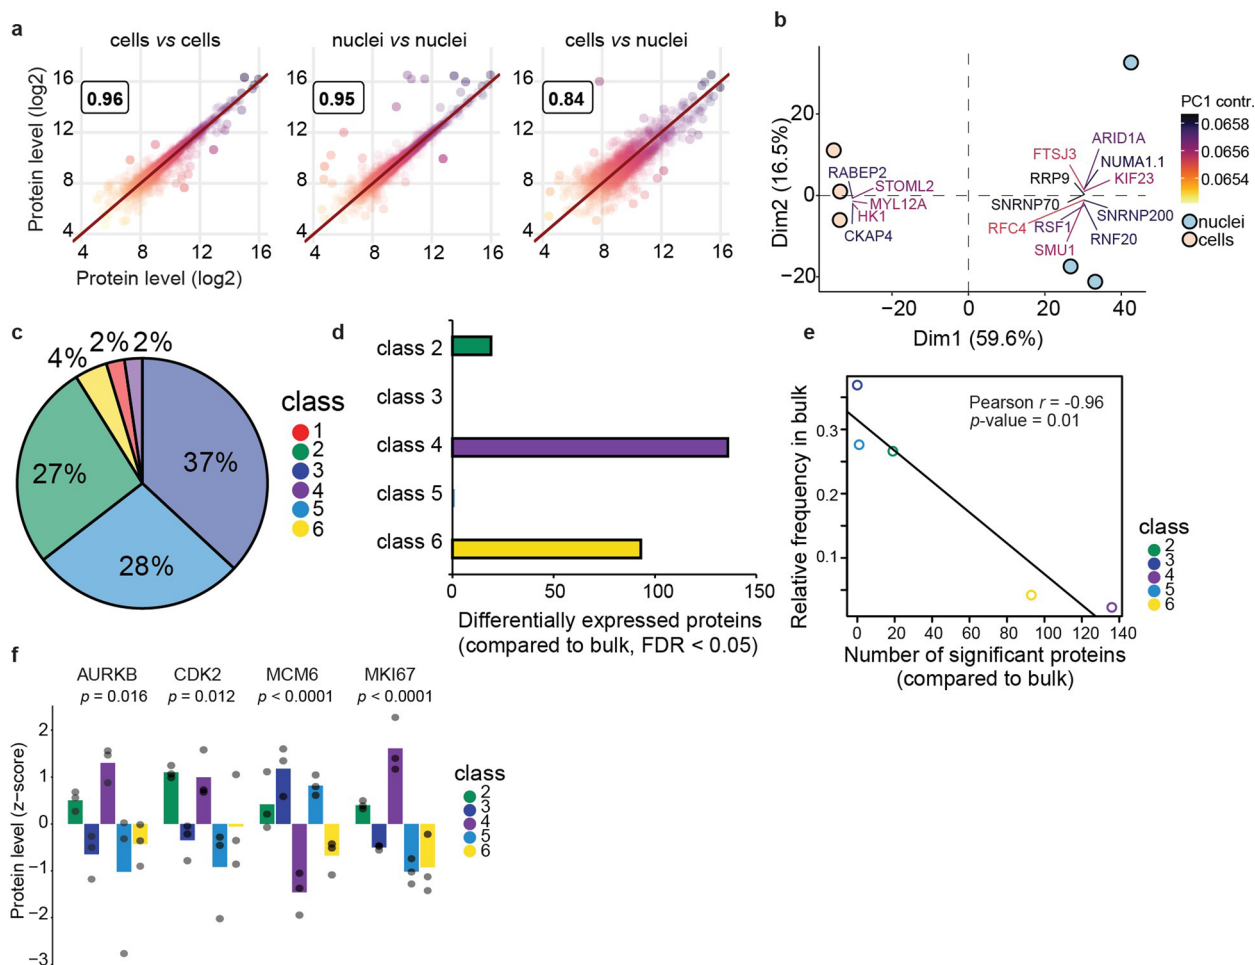 a
cells vs cells
nuclei vs nuclei
cells vs nuclei
Protein level (log2)
16
12
8
4
0.96
4
8
12
16
16
12
8
4
0.95
4
8
12
16
16
12
8
4
0.84
4
8
12
16
Protein level (log2)
b
Dim2 (16.5%)
20
0
−20
−20
0
20
40
Dim1 (59.6%)
RABEP2
STOML2
MYL12A
HK1
CKAP4
ARID1A
FTSJ3
NUMA1.1
RRP9
KIF23
SNRNP70
SNRNP200
RFC4
RSF1
RNF20
SMU1
PC1 contr.
0.0658
0.0656
0.0654
nuclei
cells
c
4%
2%
2%
27%
37%
28%
class
1
2
3
4
5
6
d
class 2
class 3
class 4
class 5
class 6
0
50
100
150
Differentially expressed proteins
(compared to bulk, FDR < 0.05)
e
Relative frequency in bulk
0.3
0.2
0.1
Pearson r = -0.96
p-value = 0.01
0
20
40
60
80
100
120
140
Number of significant proteins
(compared to bulk)
class
2
3
4
5
6
f
AURKB
p = 0.016
CDK2
p = 0.012
MCM6
p < 0.0001
MKI67
p < 0.0001
Protein level (z-score)
2
1
0
−1
−2
−3
class
2
3
4
5
6